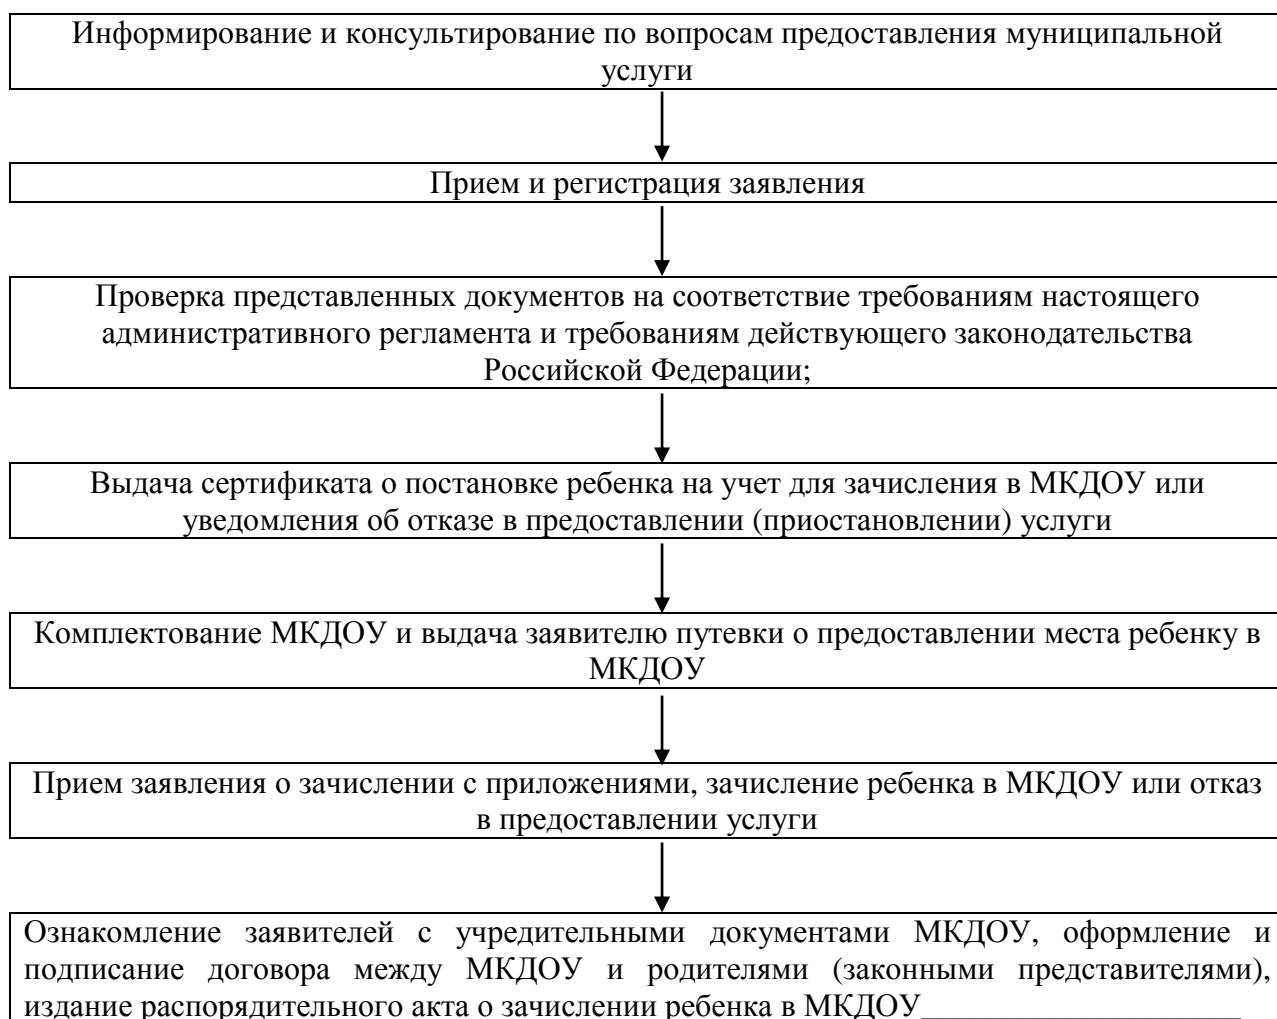 Информирование и консультирование по вопросам предоставления муниципальной
услуги
Прием и регистрация заявления
Проверка представленных документов на соответствие требованиям настоящего
административного регламента и требованиям действующего законодательства
Российской Федерации;
Выдача сертификата о постановке ребенка на учет для зачисления в МКДОУ или
уведомления об отказе в предоставлении (приостановлении) услуги
Комплектование МКДОУ и выдача заявителю путевки о предоставлении места ребенку в
МКДОУ
Прием заявления о зачислении с приложениями, зачисление ребенка в МКДОУ или отказ
в предоставлении услуги
Ознакомление заявителей с учредительными документами МКДОУ, оформление и
подписание договора между МКДОУ и родителями (законными представителями),
издание распорядительного акта о зачислении ребенка в МКДОУ____________________